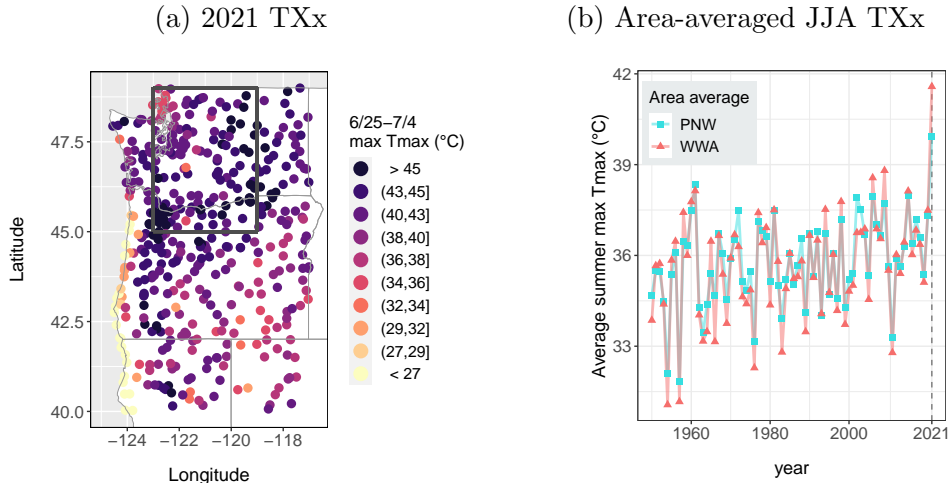 (a) 2021 TXx
Latitude
47.5
45.0
42.5
40.0
−124
−122
−120
−118
Longitude
6/25−7/4
max Tmax (°C)
> 45
(43,45]
(40,43]
(38,40]
(36,38]
(34,36]
(32,34]
(29,32]
(27,29]
< 27
(b) Area-averaged JJA TXx
Average summer max Tmax (°C)
42
39
36
33
Area average
PNW
WWA
1960
1980
2000
2021
year